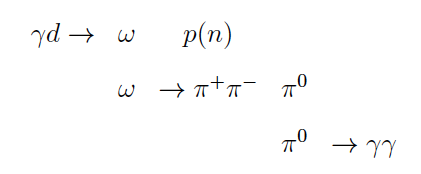 γd → ω p(n)
ω → π⁺π⁻ π⁰
π⁰ → γγ